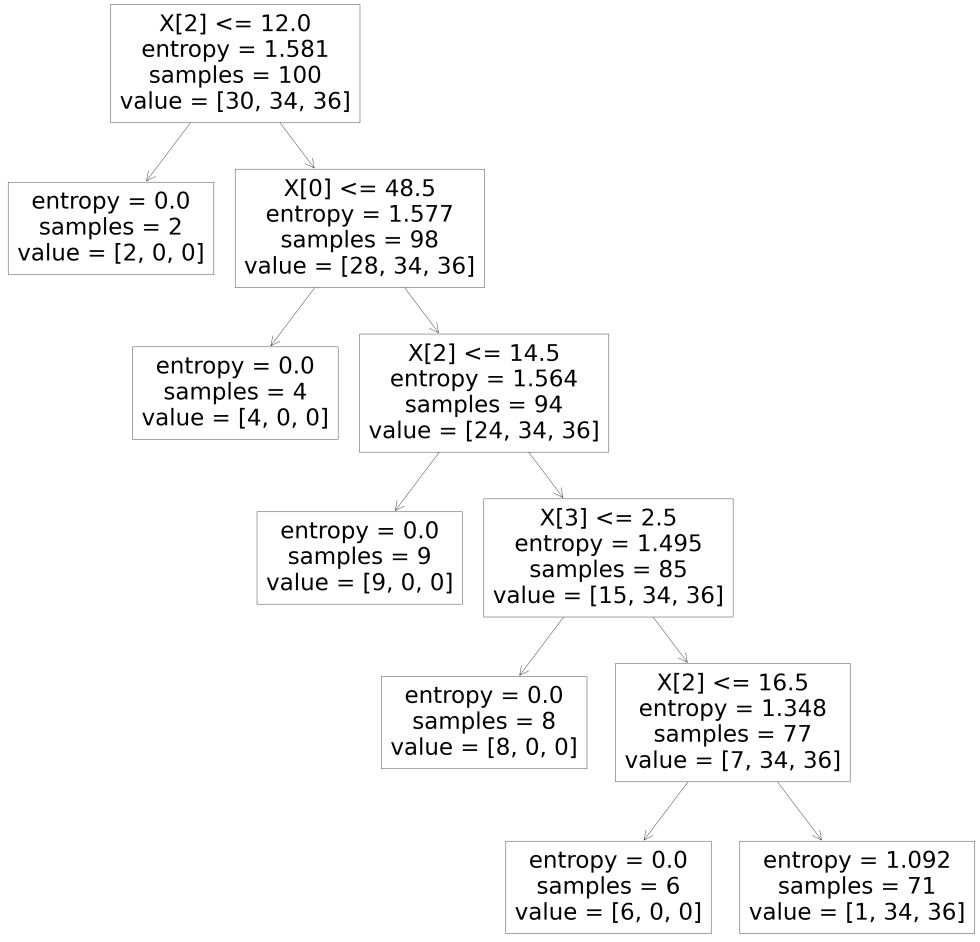 X[2] <= 12.0
entropy = 1.581
samples = 100
value = [30, 34, 36]
entropy = 0.0
samples = 2
value = [2, 0, 0]
X[0] <= 48.5
entropy = 1.577
samples = 98
value = [28, 34, 36]
entropy = 0.0
samples = 4
value = [4, 0, 0]
X[2] <= 14.5
entropy = 1.564
samples = 94
value = [24, 34, 36]
entropy = 0.0
samples = 9
value = [9, 0, 0]
X[3] <= 2.5
entropy = 1.495
samples = 85
value = [15, 34, 36]
entropy = 0.0
samples = 8
value = [8, 0, 0]
X[2] <= 16.5
entropy = 1.348
samples = 77
value = [7, 34, 36]
entropy = 0.0
samples = 6
value = [6, 0, 0]
entropy = 1.092
samples = 71
value = [1, 34, 36]